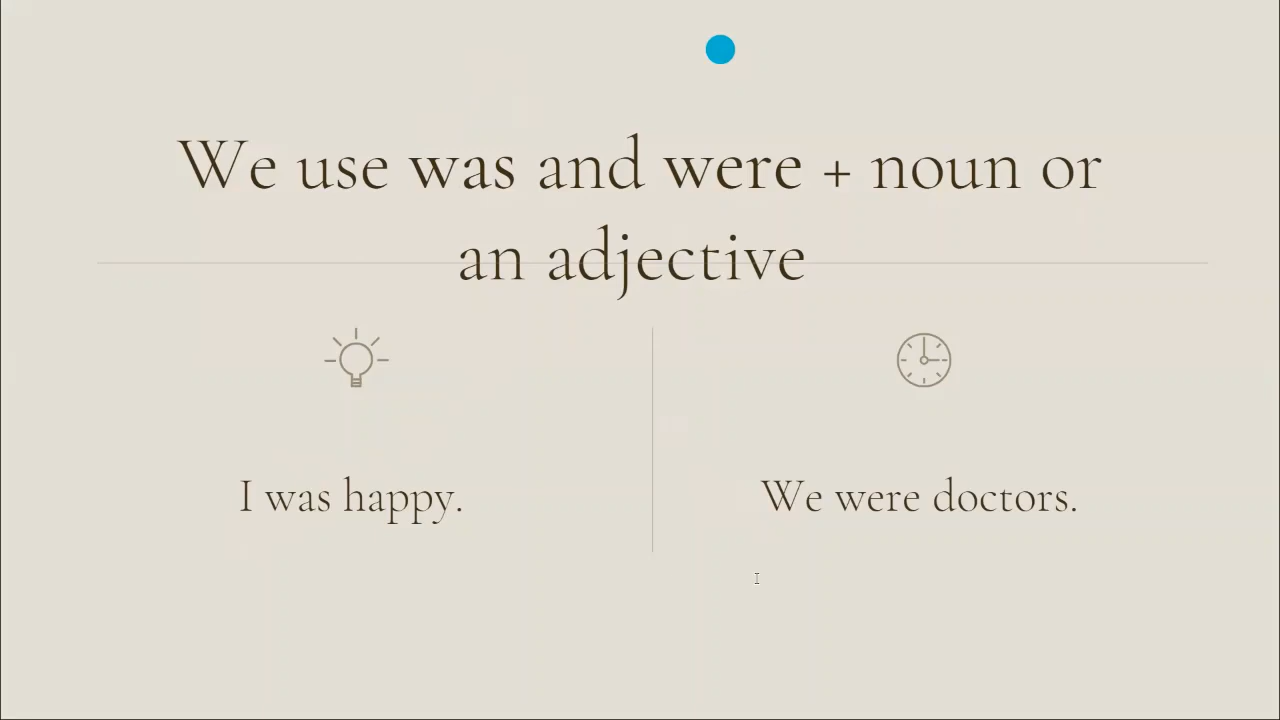 We use was and were + noun or
an adjective
I was happy.
We were doctors.